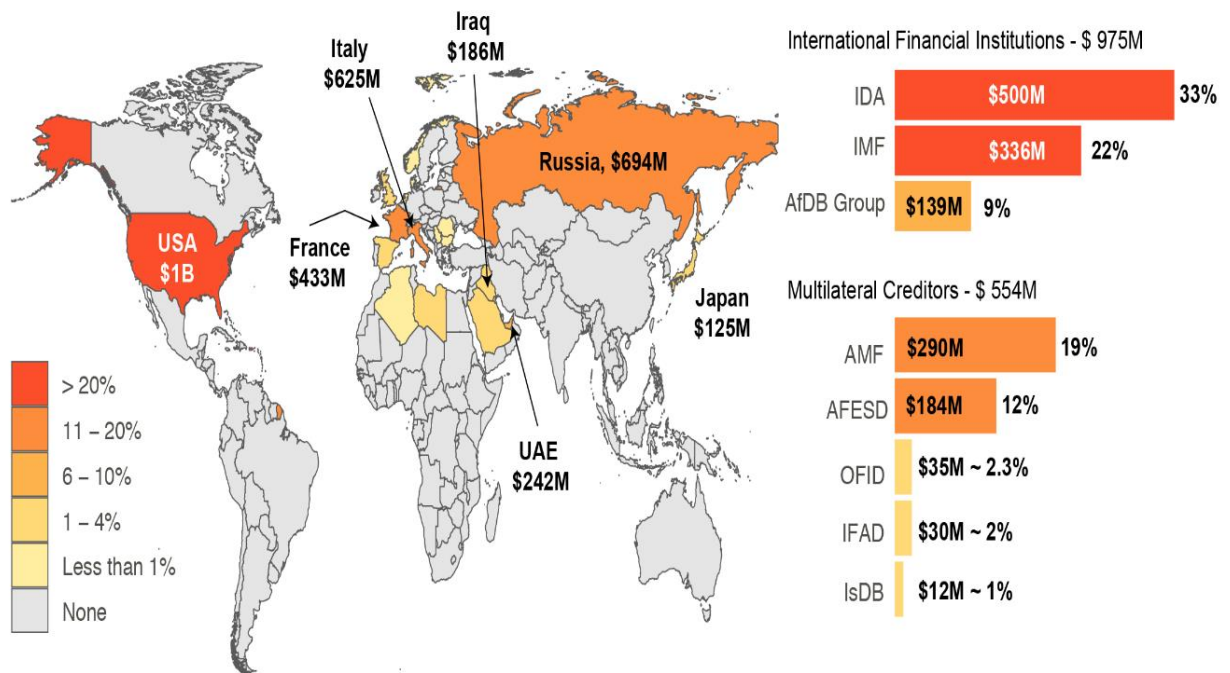 Iraq
$186M
Italy
$625M
Russia, $694M
USA
$1B
France
$433M
Japan
$125M
UAE
$242M
> 20%
11 – 20%
6 – 10%
1 – 4%
Less than 1%
None
International Financial Institutions - $ 975M
IDA $500M 33%
IMF $336M 22%
AfDB Group $139M 9%
Multilateral Creditors - $ 554M
AMF $290M 19%
AFESD $184M 12%
OFID $35M ~ 2.3%
IFAD $30M ~ 2%
IsDB $12M ~ 1%